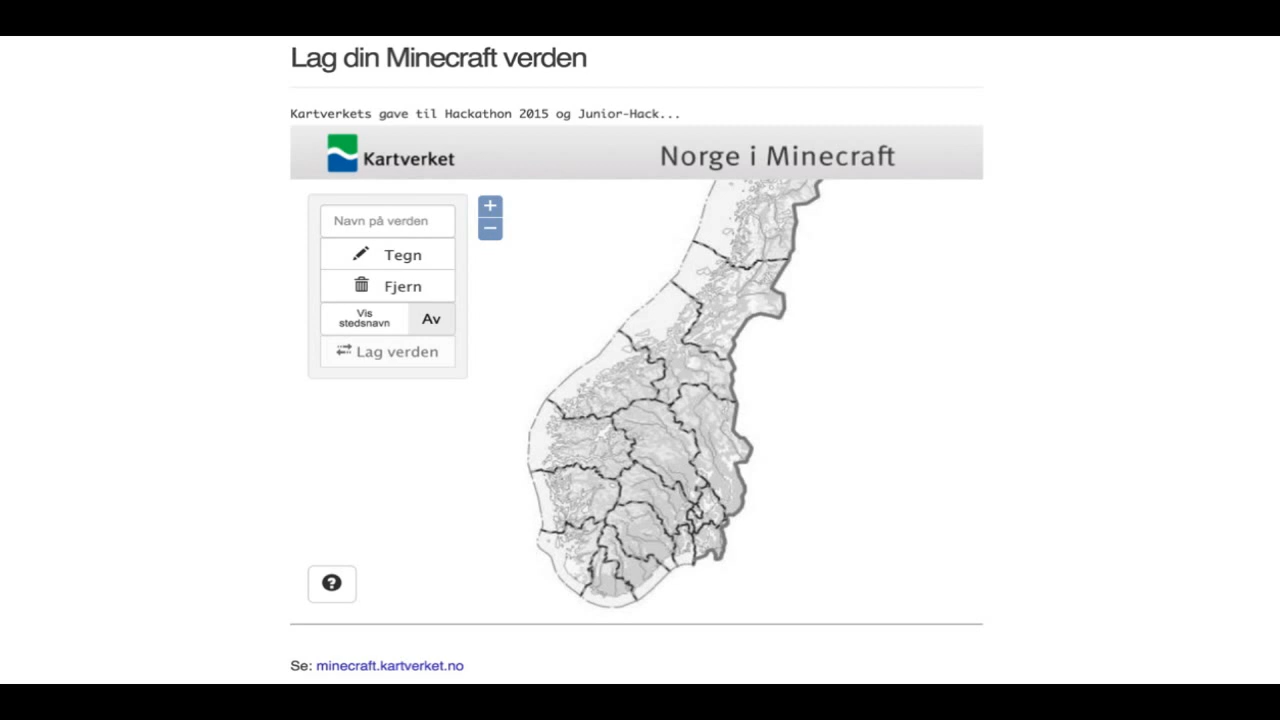 Lag din Minecraft verden
Kartverkets gave til Hackathon 2015 og Junior-Hack...
Kartverket
Norge i Minecraft
Navn på verden
+
−
Tegn
Fjern
Vis
stedsnavn
Av
Lag verden
?
Se: minecraft.kartverket.no